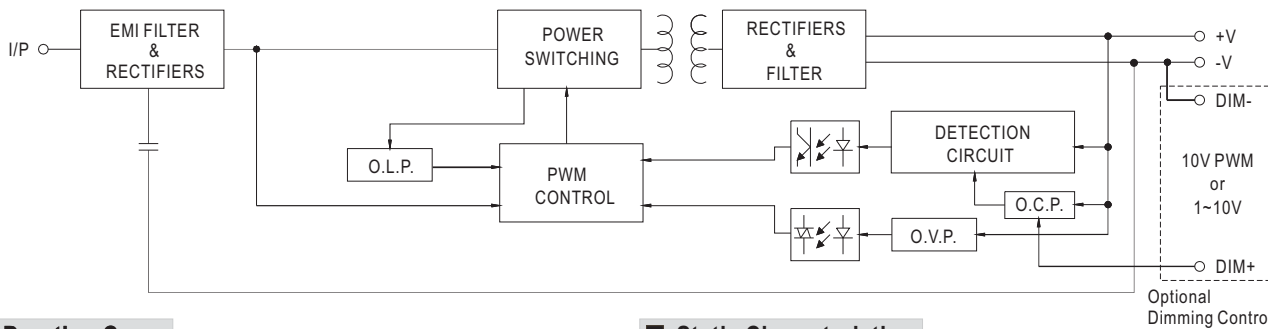 I/P
EMI FILTER
&
RECTIFIERS
POWER
SWITCHING
RECTIFIERS
&
FILTER
+V
-V
DIM-
O.L.P.
PWM
CONTROL
DETECTION
CIRCUIT
O.C.P.
O.V.P.
10V PWM
or
1~10V
DIM+
Optional
Dimming Contro